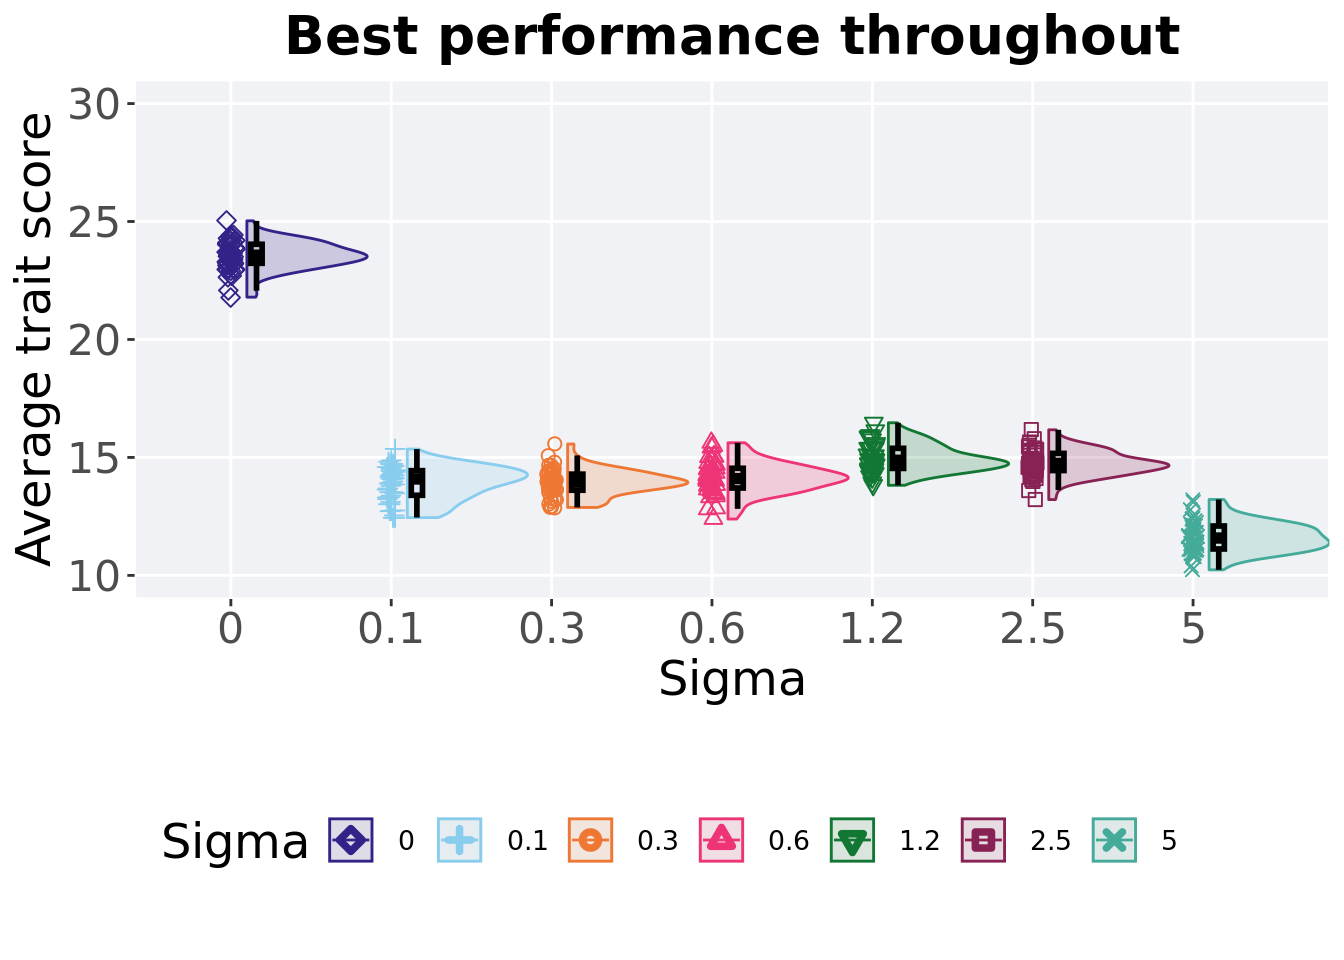 Best performance throughout
Average trait score
30
25
20
15
10
0 0.1 0.3 0.6 1.2 2.5 5
Sigma
Sigma 0 0.1 0.3 0.6 1.2 2.5 5